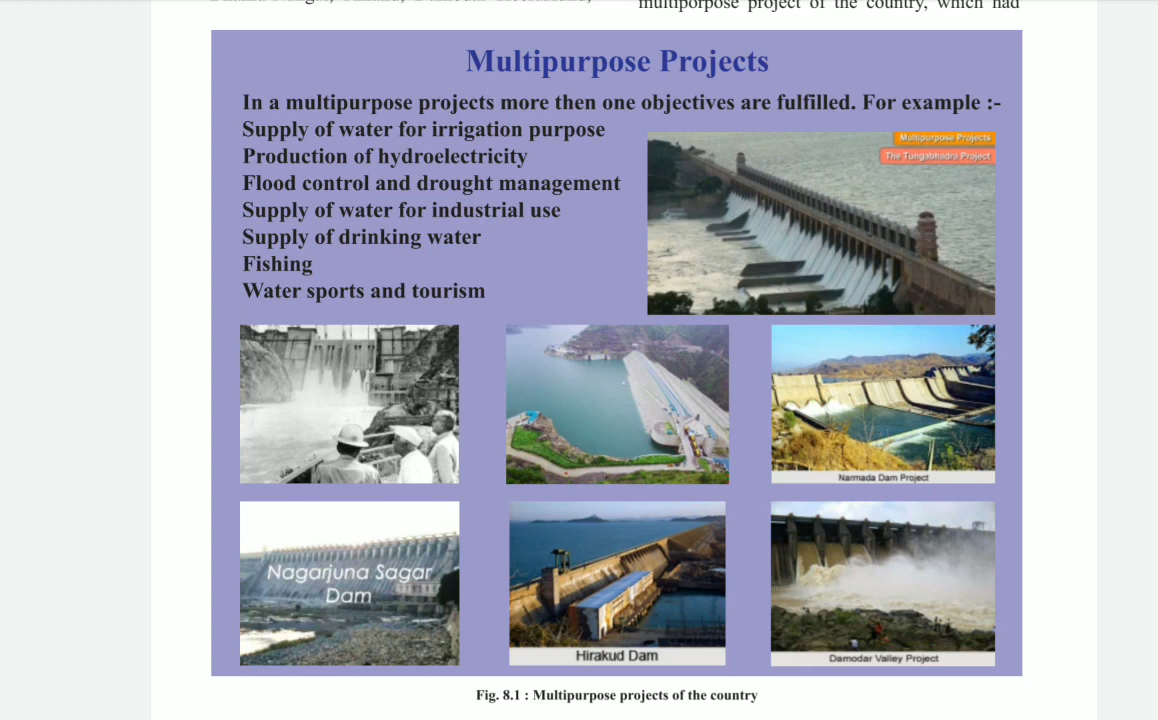 multiporpose project of the country, which had
Multipurpose Projects
In a multipurpose projects more then one objectives are fulfilled. For example :-
Supply of water for irrigation purpose
Production of hydroelectricity
Flood control and drought management
Supply of water for industrial use
Supply of drinking water
Fishing
Water sports and tourism
Multipurpose Projects
The Tungabhadra Project
Narmada Dam Project
Nagarjuna Sagar
Dam
Hirakud Dam
Damodar Valley Project
Fig. 8.1 : Multipurpose projects of the country